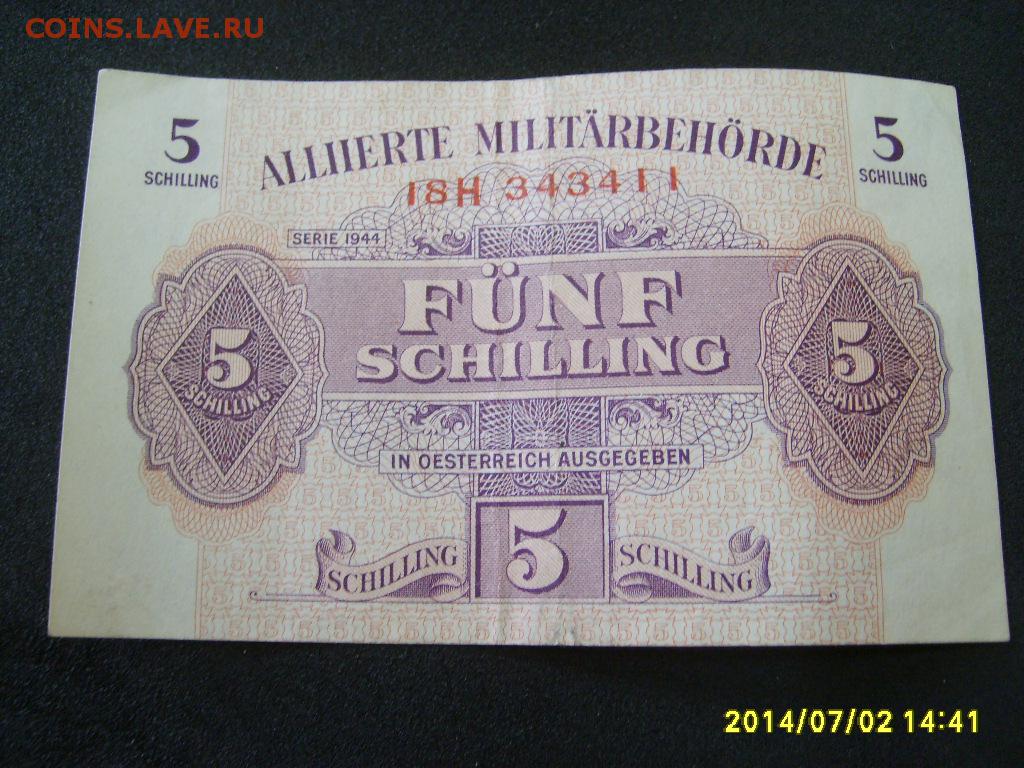 COINS.LAVE.RU
5
SCHILLING
ALLIIERTE MILITÄRBEHÖRDE
5
SCHILLING
18H 343411
SERIE 1944
FÜNF
SCHILLING
5
SCHILLING
5
SCHILLING
IN OESTERREICH AUSGEGEBEN
SCHILLING
5
SCHILLING
2014/07/02 14:41